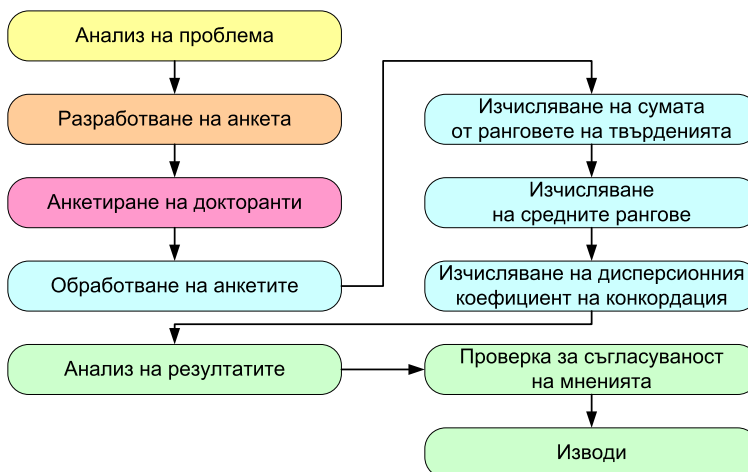 Анализ на проблема
Разработване на анкета
Анкетиране на докторанти
Обработване на анкетите
Изчисляване на сумата
от ранговете на твърденията
Изчисляване
на средните рангове
Изчисляване на дисперсионния
коефициент на конкордация
Анализ на резултатите
Проверка за съгласуваност
на мненията
Изводи